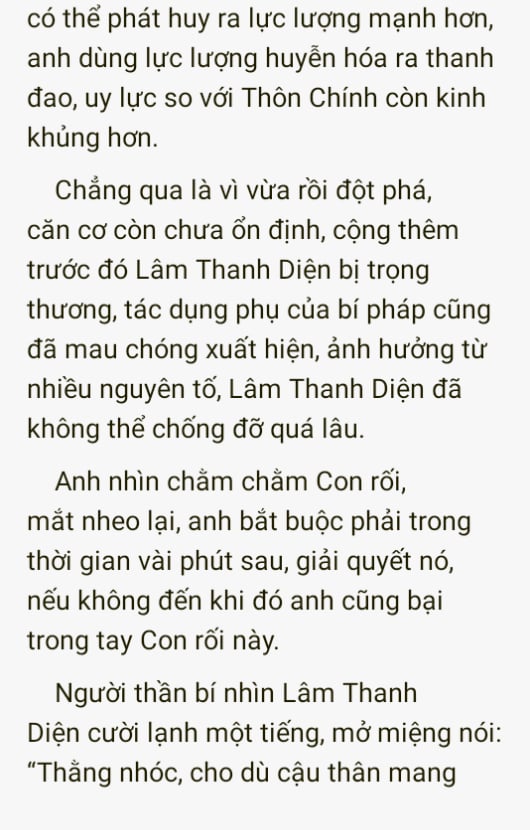 có thể phát huy ra lực lượng mạnh hơn,
anh dùng lực lượng huyễn hóa ra thanh
đao, uy lực so với Thôn Chính còn kinh
khủng hơn.
Chẳng qua là vì vừa rồi đột phá,
căn cơ còn chưa ổn định, cộng thêm
trước đó Lâm Thanh Diện bị trọng
thương, tác dụng phụ của bí pháp cũng
đã mau chóng xuất hiện, ảnh hưởng từ
nhiều nguyên tố, Lâm Thanh Diện đã
không thể chống đỡ quá lâu.
Anh nhìn chằm chằm Con rối,
mắt nheo lại, anh bắt buộc phải trong
thời gian vài phút sau, giải quyết nó,
nếu không đến khi đó anh cũng bại
trong tay Con rối này.
Người thần bí nhìn Lâm Thanh
Diện cười lạnh một tiếng, mở miệng nói:
“Thằng nhóc, cho dù cậu thân mang